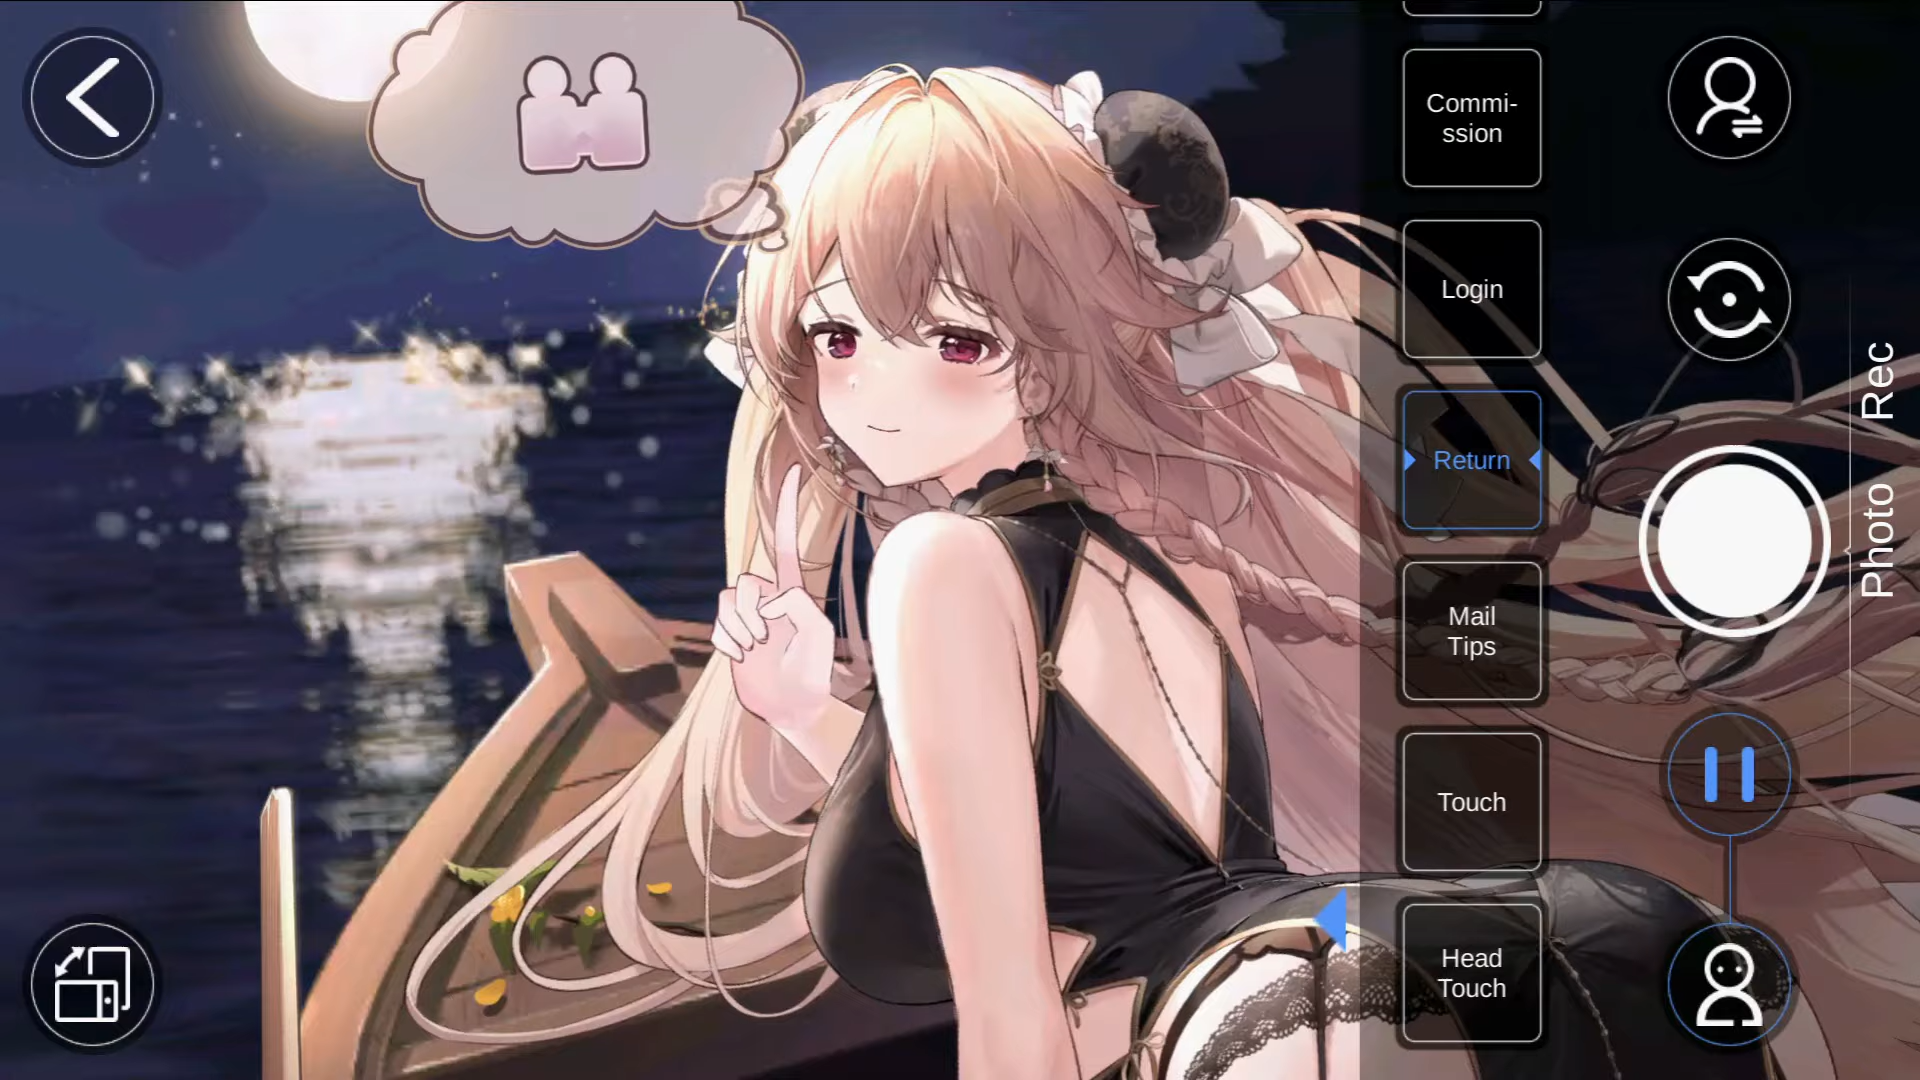 Commi-
ssion
Login
Return
Mail
Tips
Touch
Head
Touch
Rec
Photo